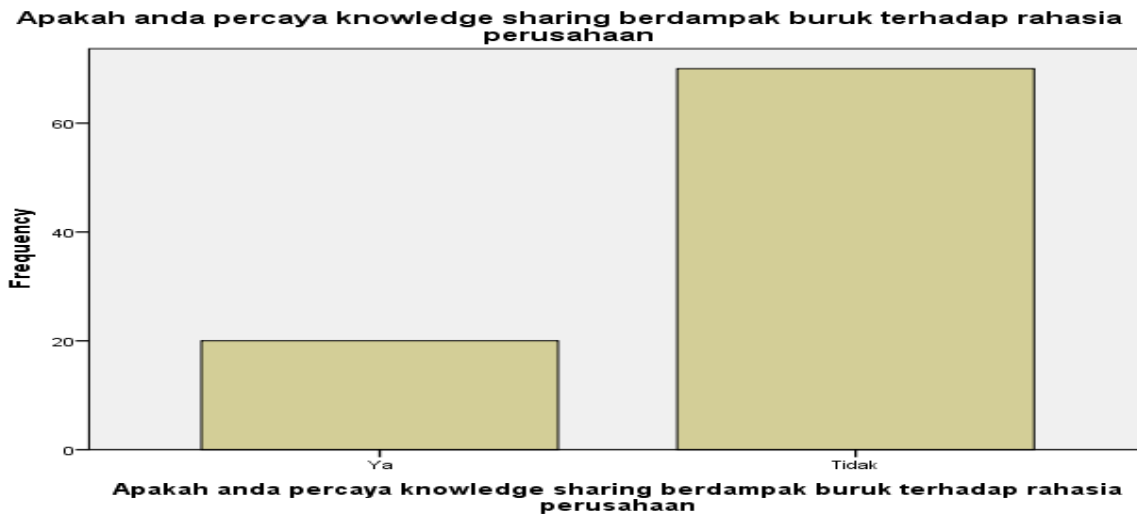 Apakah anda percaya knowledge sharing berdampak buruk terhadap rahasia
perusahaan
Frequency
60
40
20
0
Ya
Tidak
Apakah anda percaya knowledge sharing berdampak buruk terhadap rahasia
perusahaan